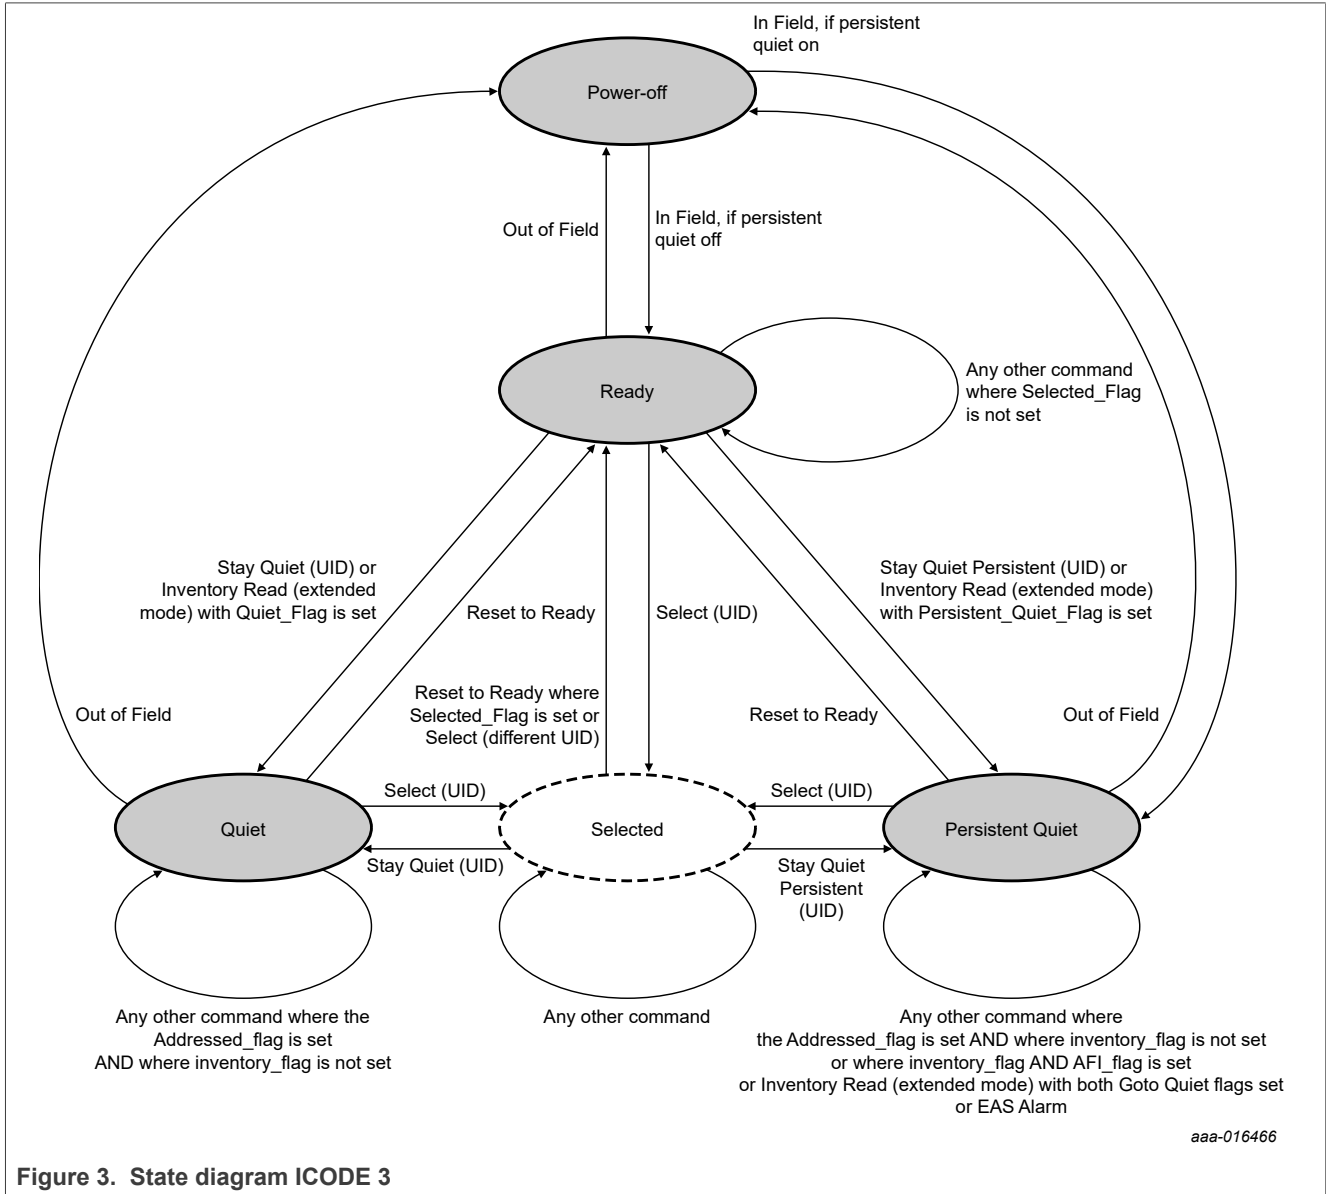 In Field, if persistent
quiet on
Power-off
Out of Field
In Field, if persistent
quiet off
Ready
Any other command
where Selected_Flag
is not set
Stay Quiet (UID) or
Inventory Read (extended
mode) with Quiet_Flag is set
Reset to Ready
Select (UID)
Stay Quiet Persistent (UID) or
Inventory Read (extended mode)
with Persistent_Quiet_Flag is set
Out of Field
Reset to Ready where
Selected_Flag is set or
Select (different UID)
Reset to Ready
Out of Field
Quiet
Select (UID)
Stay Quiet (UID)
Selected
Select (UID)
Stay Quiet
Persistent
(UID)
Persistent Quiet
Any other command where the
Addressed_flag is set
AND where inventory_flag is not set
Any other command
Any other command where
the Addressed_flag is set AND where inventory_flag is not set
or where inventory_flag AND AFI_flag is set
or Inventory Read (extended mode) with both Goto Quiet flags set
or EAS Alarm
aaa-016466
Figure 3. State diagram ICODE 3